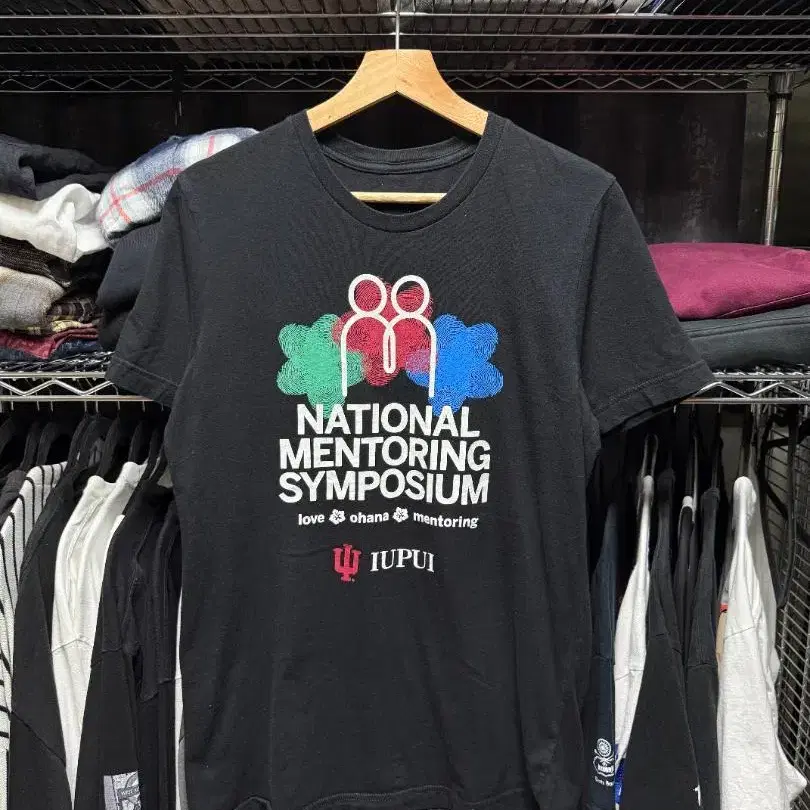 NATIONAL
MENTORING
SYMPOSIUM
love ohana mentoring
IUPUI